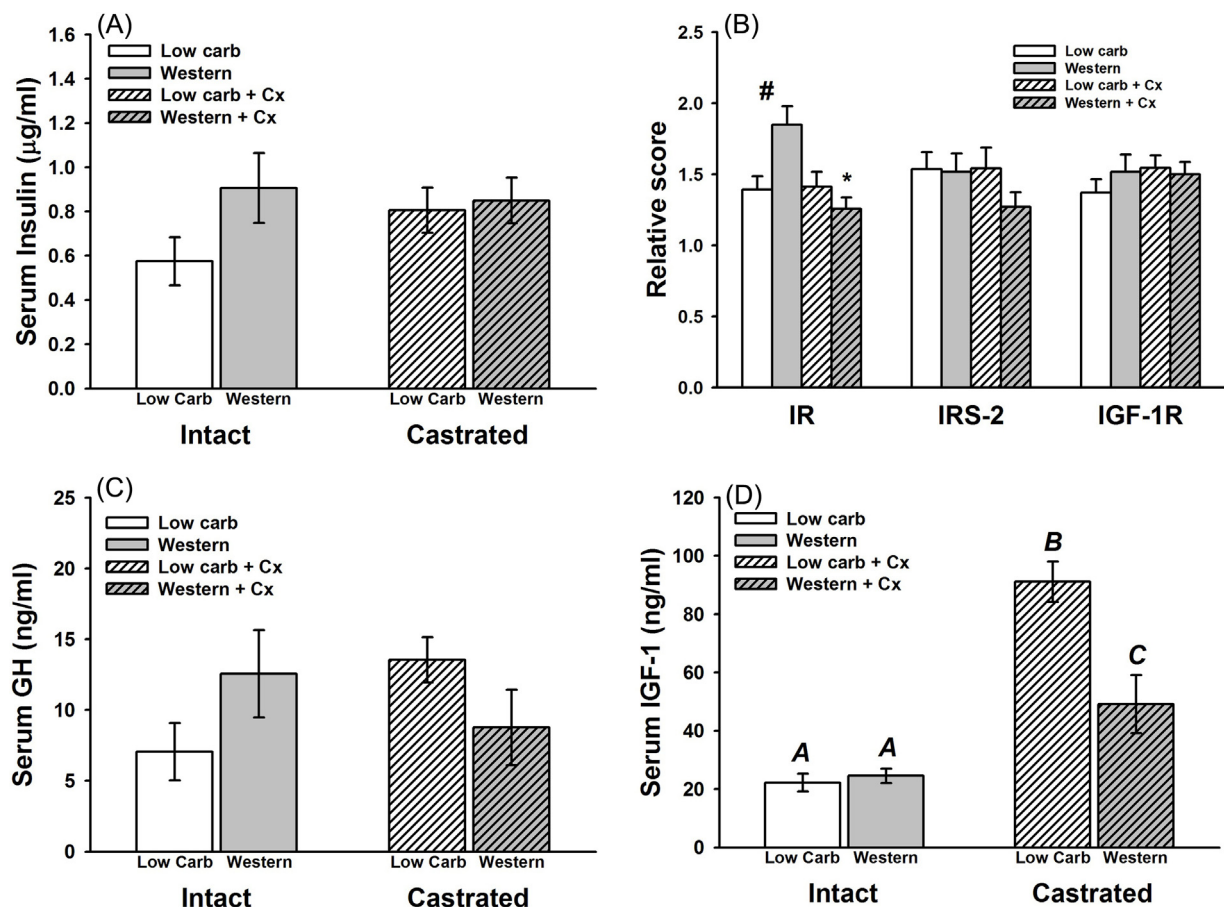 (A)
Serum Insulin (µg/ml)
1.6
1.4
1.2
1.0
0.8
0.6
0.4
0.2
0.0
Low carb
Western
Low carb + Cx
Western + Cx
Low Carb Western Low Carb Western
Intact Castrated
(B)
Relative score
2.5
2.0
1.5
1.0
0.5
0.0
Low carb
Western
Low carb + Cx
Western + Cx
#
*
IR IRS-2 IGF-1R
(C)
Serum GH (ng/ml)
25
20
15
10
5
0
Low carb
Western
Low carb + Cx
Western + Cx
Low Carb Western Low Carb Western
Intact Castrated
(D)
Serum IGF-1 (ng/ml)
120
100
80
60
40
20
0
Low carb
Western
Low carb + Cx
Western + Cx
A A B C
Low Carb Western Low Carb Western
Intact Castrated